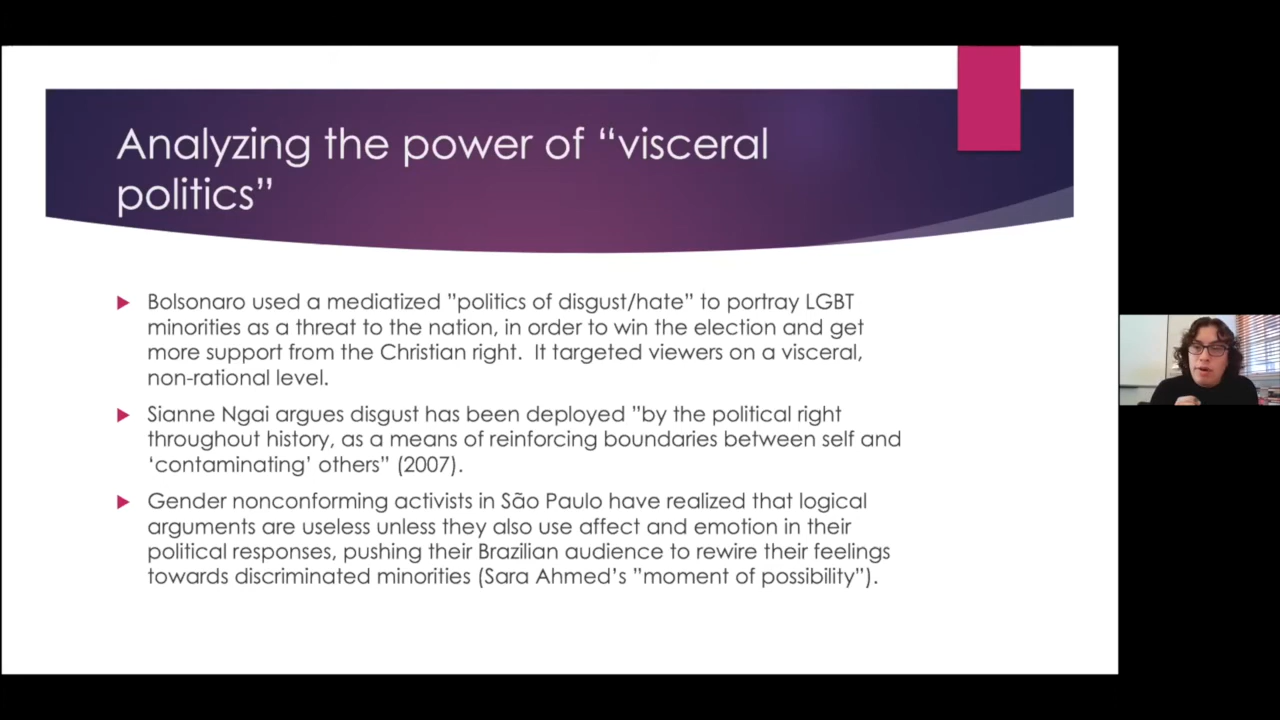 Analyzing the power of “visceral
politics”
Bolsonaro used a mediatized ”politics of disgust/hate” to portray LGBT
minorities as a threat to the nation, in order to win the election and get
more support from the Christian right. It targeted viewers on a visceral,
non-rational level.
Sianne Ngai argues disgust has been deployed ”by the political right
throughout history, as a means of reinforcing boundaries between self and
‘contaminating’ others” (2007).
Gender nonconforming activists in São Paulo have realized that logical
arguments are useless unless they also use affect and emotion in their
political responses, pushing their Brazilian audience to rewire their feelings
towards discriminated minorities (Sara Ahmed’s ”moment of possibility”).